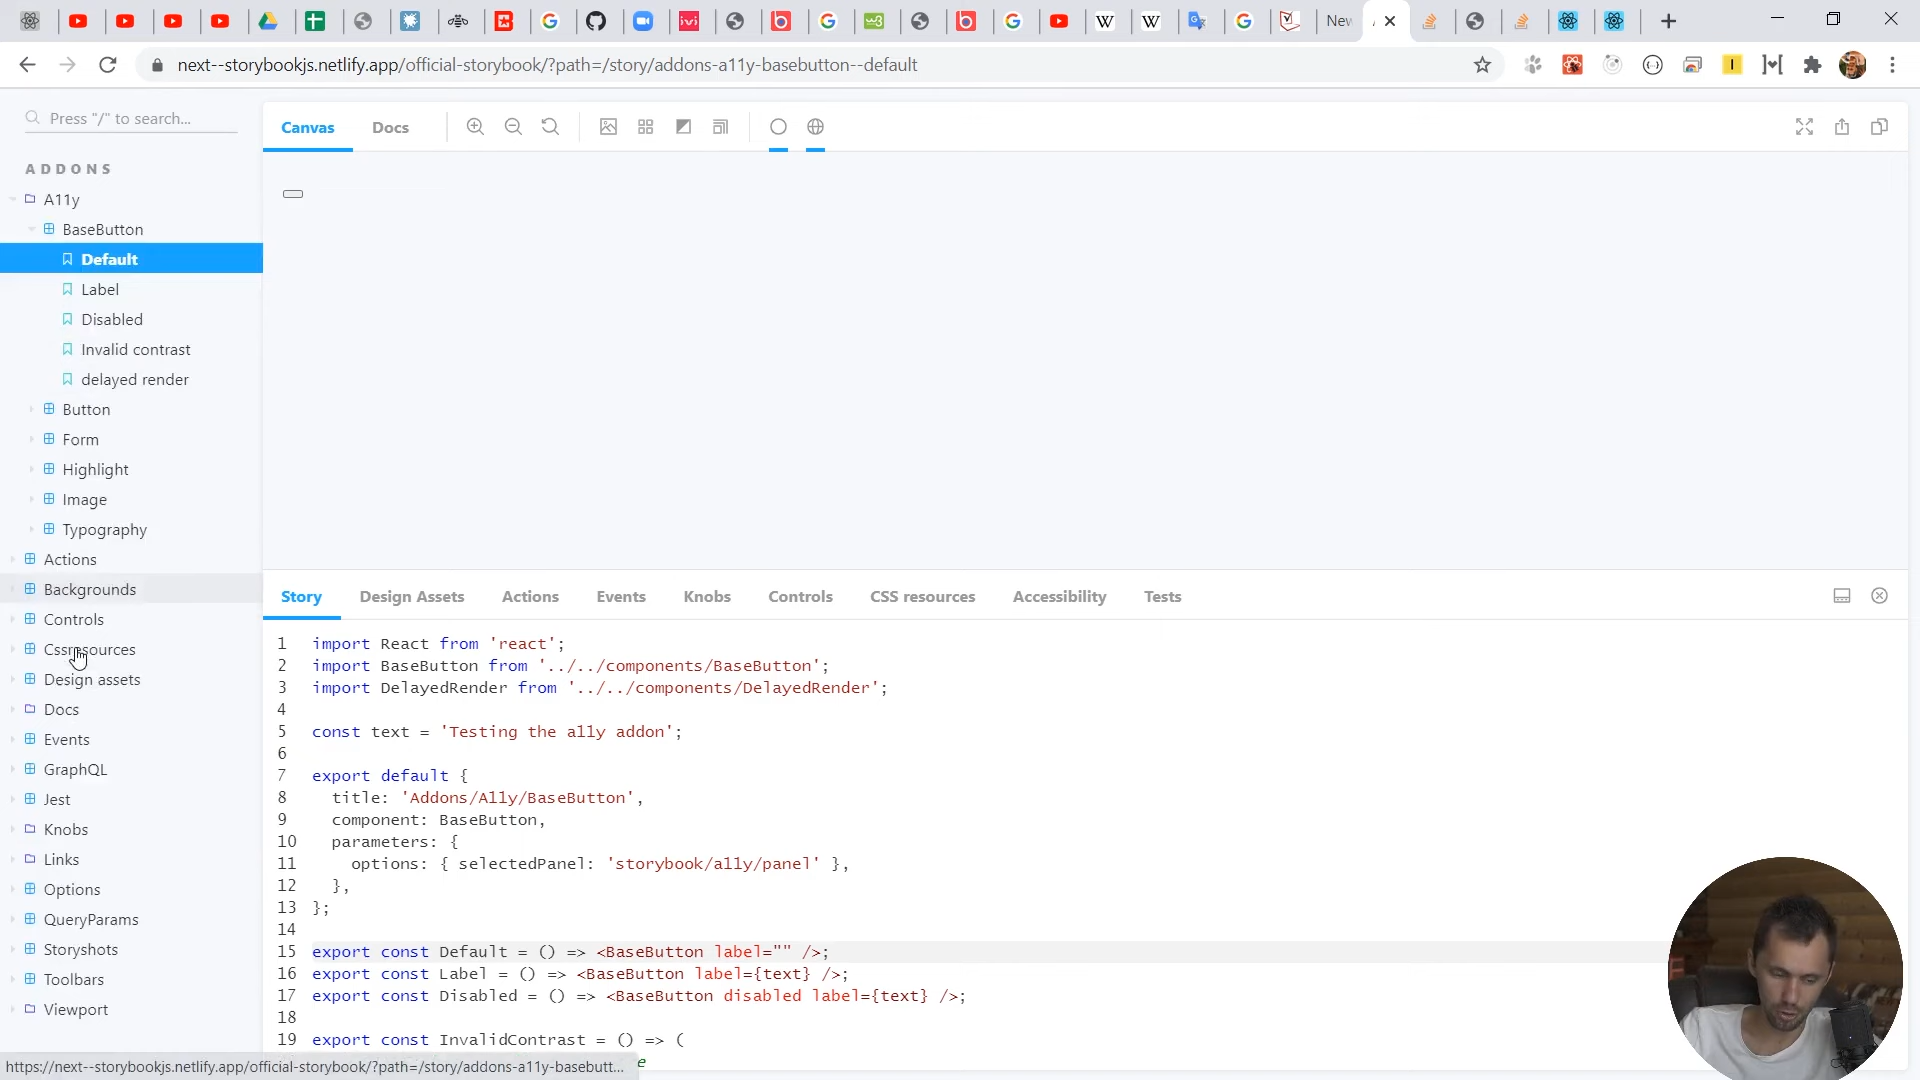 New
next--storybookjs.netlify.app/official-storybook/?path=/story/addons-a11y-basebutton--default
Press "/" to search...
Canvas
Docs
ADDONS
A11y
BaseButton
Default
Label
Disabled
Invalid contrast
delayed render
Button
Form
Highlight
Image
Typography
Actions
Backgrounds
Controls
Cssresources
Design assets
Docs
Events
GraphQL
Jest
Knobs
Links
Options
QueryParams
Storyshots
Toolbars
Viewport
Story
Design Assets
Actions
Events
Knobs
Controls
CSS resources
Accessibility
Tests
1 import React from 'react';
2 import BaseButton from '../../components/BaseButton';
3 import DelayedRender from '../../components/DelayedRender';
4
5 const text = 'Testing the a11y addon';
6
7 export default {
8 title: 'Addons/A11y/BaseButton',
9 component: BaseButton,
10 parameters: {
11 options: { selectedPanel: 'storybook/a11y/panel' },
12 },
13 };
14
15 export const Default = () => <BaseButton label="" />;
16 export const Label = () => <BaseButton label={text} />;
17 export const Disabled = () => <BaseButton disabled label={text} />;
18
19 export const InvalidContrast = () => (
https://next--storybookjs.netlify.app/official-storybook/?path=/story/addons-a11y-basebutt...